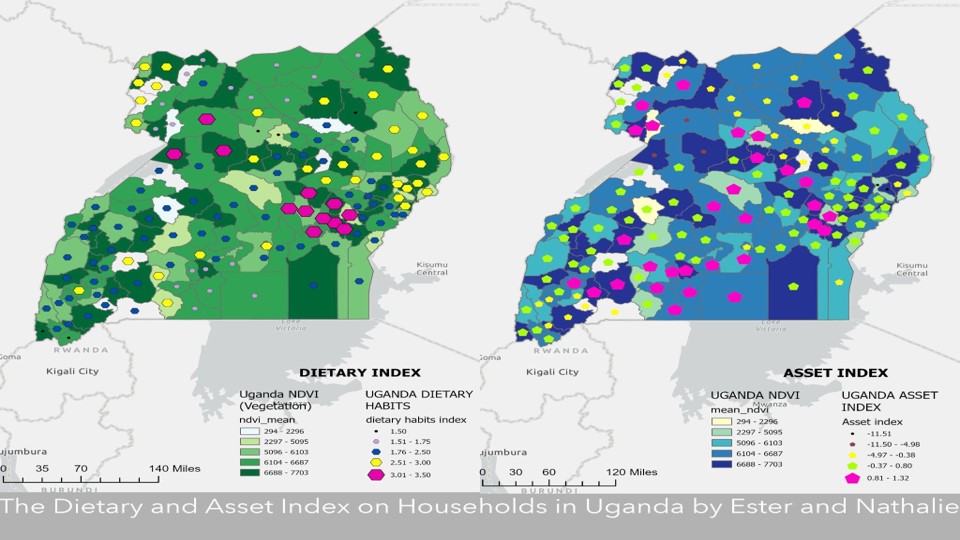 Kisumu
Central
Lake
Victoria
RWANDA
Goma
Kigali City
DIETARY INDEX
Uganda NDVI
(Vegetation)
Mwanza
ndvi_mean
294 - 2296
2297 - 5095
5096 - 6103
6104 - 6687
6688 - 7703
UGANDA DIETARY
HABITS
dietary habits index
1.50
1.51 - 1.75
1.76 - 2.50
2.51 - 3.00
3.01 - 3.50
ujumbura
0 35 70 140 Miles
BURUNDI
Kisumu
Central
Lake
Victoria
RWANDA
Goma
Kigali City
ASSET INDEX
UGANDA NDVI
Mwanza
mean_ndvi
294 - 2296
2297 - 5095
5096 - 6103
6104 - 6687
6688 - 7703
UGANDA ASSET
INDEX
Asset index
-11.51
-11.50 - -4.98
-4.97 - -0.38
-0.37 - 0.80
0.81 - 1.32
ujumbura
0 30 60 120 Miles
BURUNDI
The Dietary and Asset Index on Households in Uganda by Ester and Nathalie